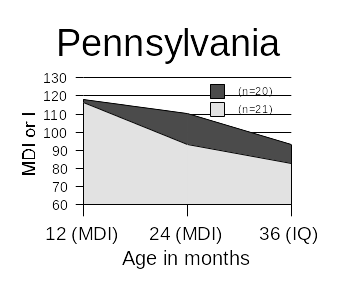 Pennsylvania
130
120
110
100
90
80
70
60
MDI or I
(n=20)
(n=21)
12 (MDI) 24 (MDI) 36 (IQ)
Age in months